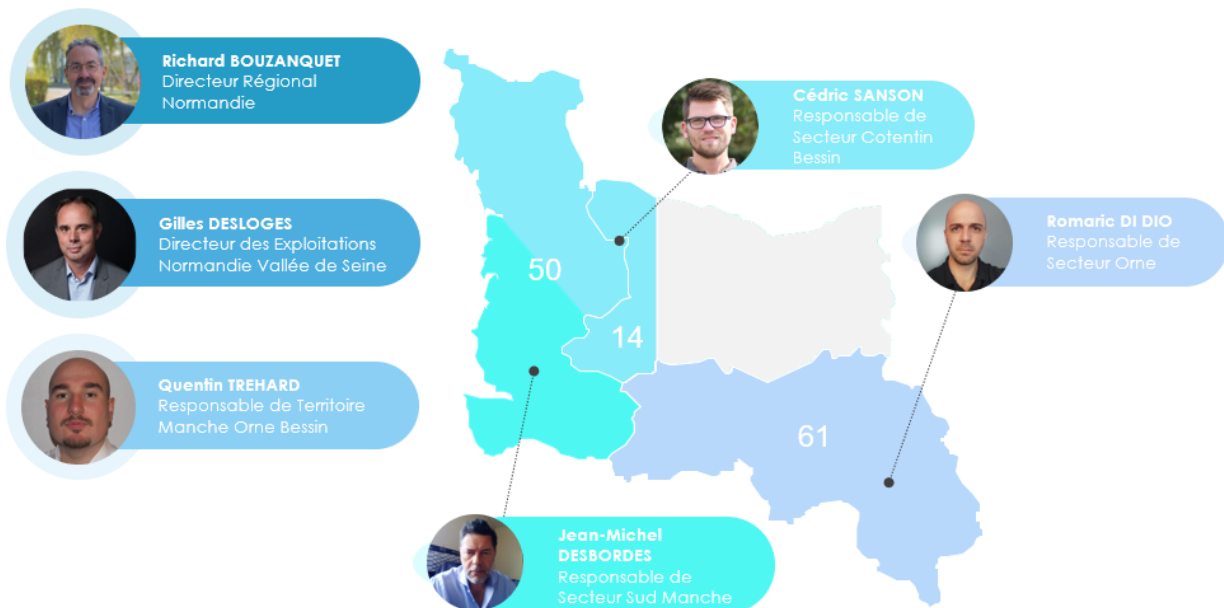 Richard BOUZANQUET
Directeur Régional
Normandie
Gilles DESLOGES
Directeur des Exploitations
Normandie Vallée de Seine
Quentin TREHARD
Responsable de Territoire
Manche Orne Bessin
Cédric SANSON
Responsable de
Secteur Cotentin
Bessin
Romaric DI DIO
Responsable de
Secteur Orne
50
14
61
Jean-Michel
DESBORDES
Responsable de
Secteur Sud Manche